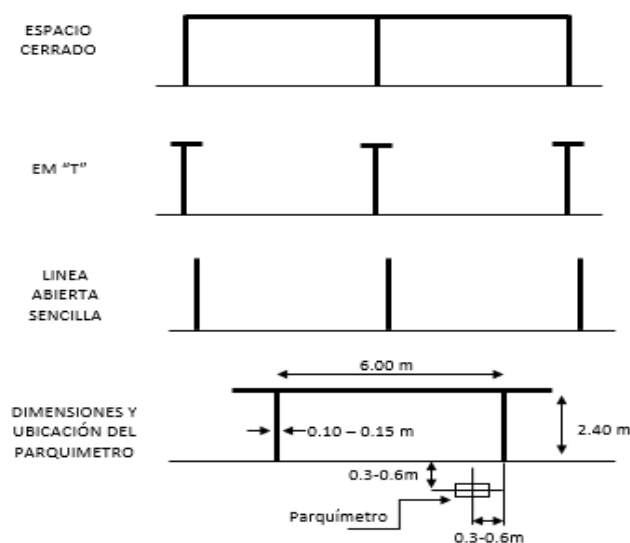 ESPACIO
CERRADO
EM “T”
LINEA
ABIERTA
SENCILLA
6.00 m
DIMENSIONES Y
UBICACIÓN DEL
PARQUIMETRO
0.10 – 0.15 m
2.40 m
0.3-0.6m
Parquímetro
0.3-0.6m